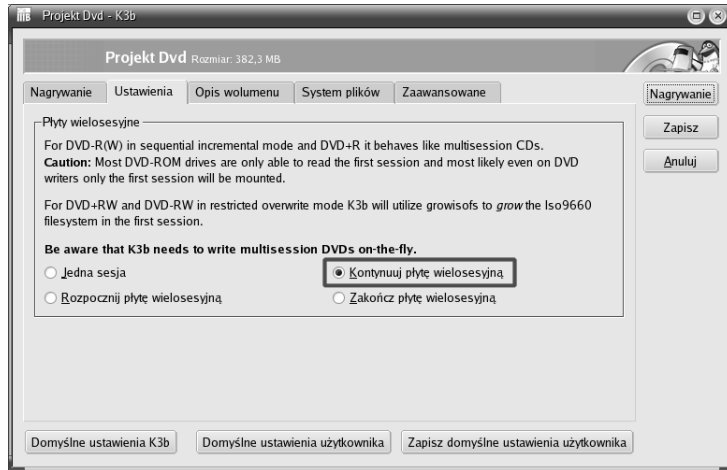 Projekt Dvd - K3b
Projekt Dvd Rozmiar: 382,3 MB
Nagrywanie Ustawienia Opis wolumenu System plików Zaawansowane
Nagrywanie
Zapisz
Anuluj
Płyty wielosesyjne
For DVD-R(W) in sequential incremental mode and DVD+R it behaves like multisession CDs.
Caution: Most DVD-ROM drives are only able to read the first session and most likely even on DVD
writers only the first session will be mounted.
For DVD+RW and DVD-RW in restricted overwrite mode K3b will utilize growisofs to grow the Iso9660
filesystem in the first session.
Be aware that K3b needs to write multisession DVDs on-the-fly.
Jedna sesja Kontynuuj płytę wielosesyjną
Rozpocznij płytę wielosesyjną Zakończ płytę wielosesyjną
Domyślne ustawienia K3b Domyślne ustawienia użytkownika Zapisz domyślne ustawienia użytkownika